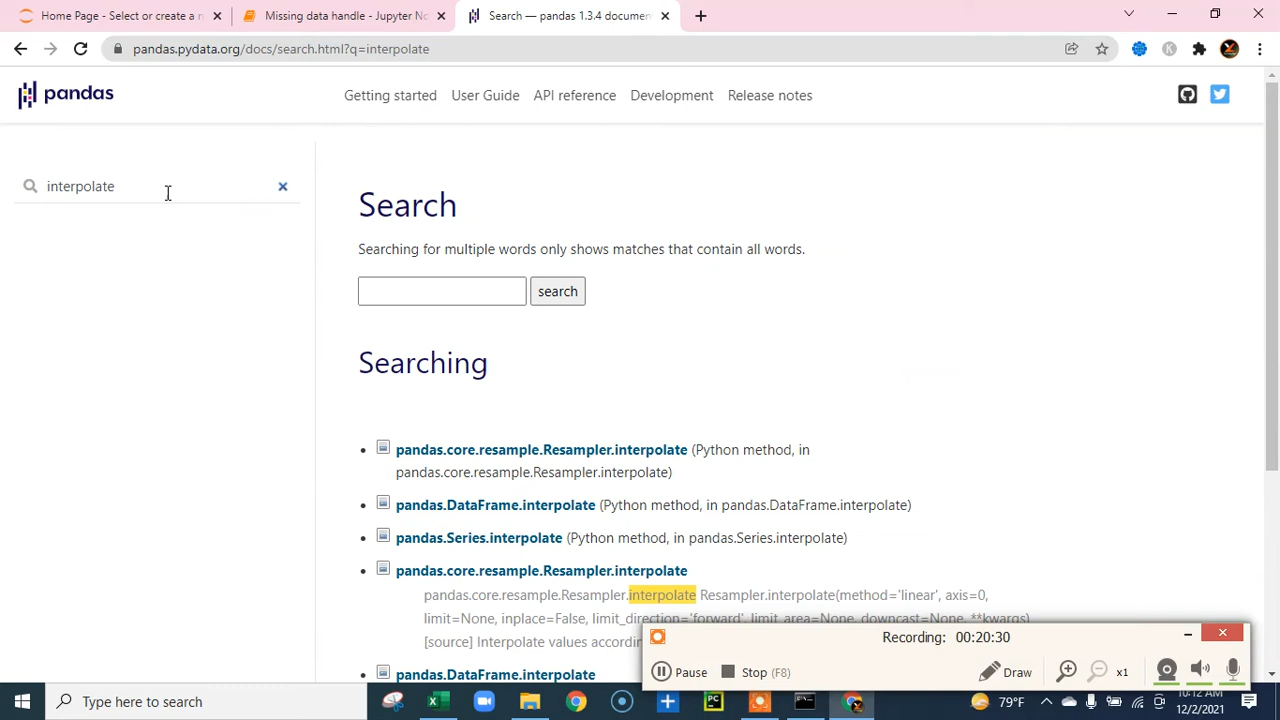 Home Page - Select or create a n
Missing data handle - Jupyter No
Search — pandas 1.3.4 documen
pandas.pydata.org/docs/search.html?q=interpolate
K
pandas
Getting started
User Guide
API reference
Development
Release notes
interpolate
Search
Searching for multiple words only shows matches that contain all words.
search
Searching
pandas.core.resample.Resampler.interpolate (Python method, in
pandas.core.resample.Resampler.interpolate)
pandas.DataFrame.interpolate (Python method, in pandas.DataFrame.interpolate)
pandas.Series.interpolate (Python method, in pandas.Series.interpolate)
pandas.core.resample.Resampler.interpolate
pandas.core.resample.Resampler.interpolate Resampler.interpolate(method='linear', axis=0,
limit=None, inplace=False, limit_direction='forward', limit_area=None, downcast=None, **kwargs)
[source] Interpolate values accordin
pandas.DataFrame.interpolate
Recording: 00:20:30
Pause
Stop (F8)
Draw
x1
Type here to search
PC
79°F
10:12 AM
12/2/2021